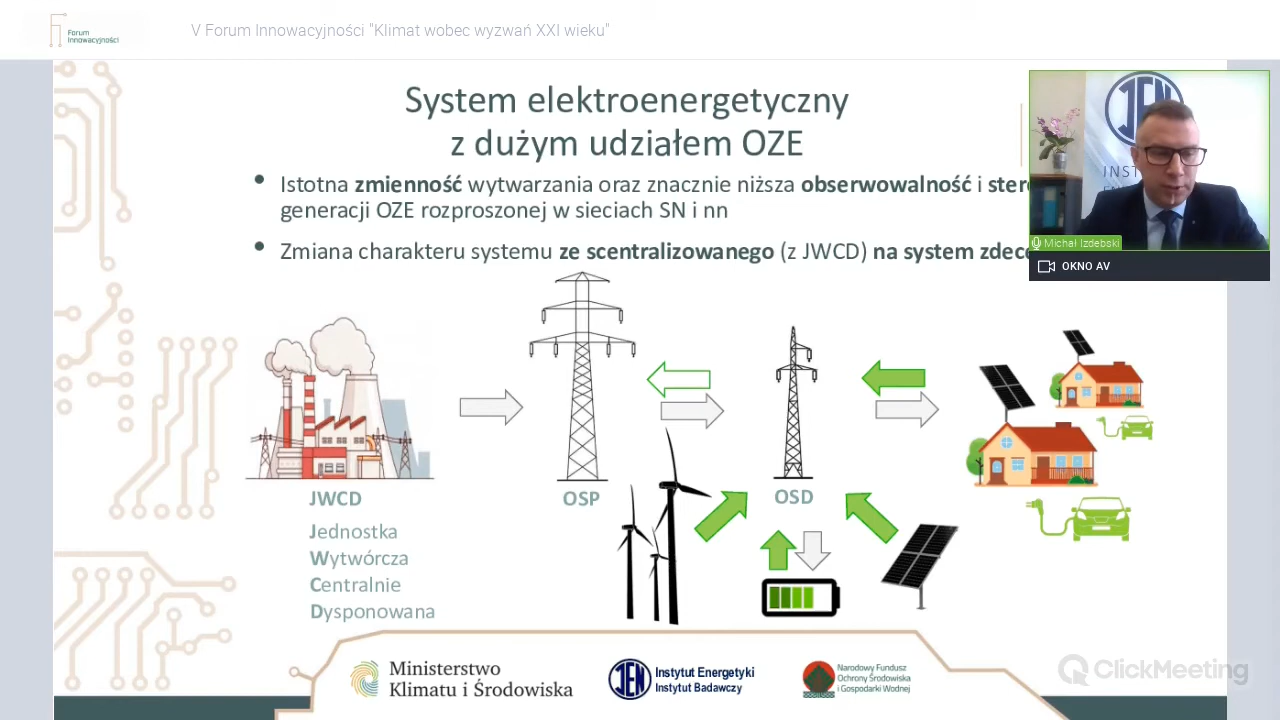 Forum
Innowacyjności
V Forum Innowacyjności "Klimat wobec wyzwań XXI wieku"
System elektroenergetyczny
z dużym udziałem OZE
• Istotna zmienność wytwarzania oraz znacznie niższa obserwowalność i
generacji OZE rozproszonej w sieciach SN i nn
• Zmiana charakteru systemu ze scentralizowanego (z JWCD) na system
Michał Izdebski
OKNO AV
JWCD
Jednostka
Wytwórcza
Centralnie
Dysponowana
OSP
OSD
Ministerstwo
Klimatu i Środowiska
IEN
Instytut Energetyki
Instytut Badawczy
Narodowy Fundusz
Ochrony Środowiska
i Gospodarki Wodnej
ClickMeeting